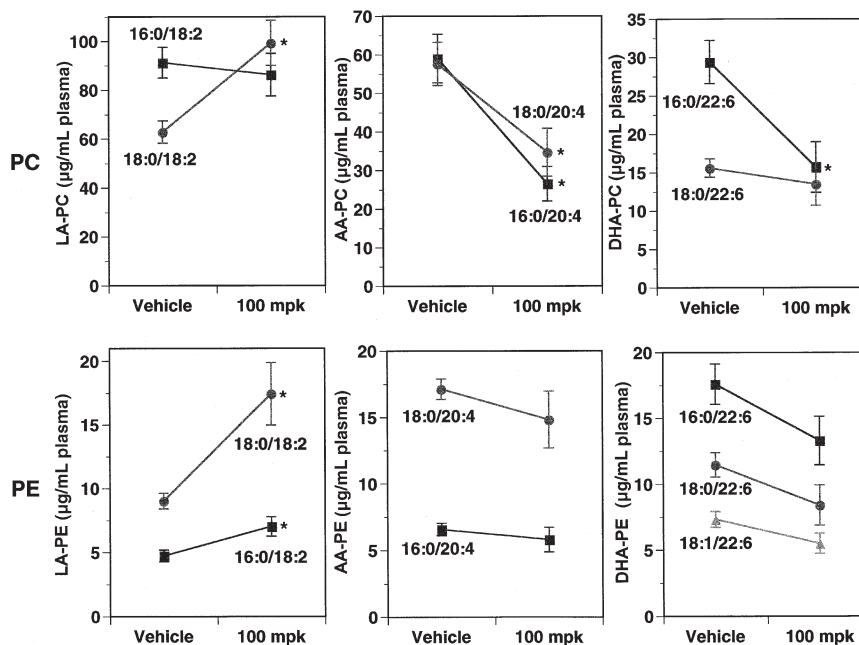 PC
LA-PC (µg/mL plasma)
100
80
60
40
20
0
16:0/18:2
*
18:0/18:2
Vehicle
100 mpk
AA-PC (µg/mL plasma)
70
60
50
40
30
20
10
0
18:0/20:4
*
*
16:0/20:4
Vehicle
100 mpk
DHA-PC (µg/mL plasma)
35
30
25
20
15
10
5
0
16:0/22:6
*
18:0/22:6
Vehicle
100 mpk
PE
LA-PE (µg/mL plasma)
20
15
10
5
0
*
18:0/18:2
*
16:0/18:2
Vehicle
100 mpk
AA-PE (µg/mL plasma)
20
15
10
5
0
18:0/20:4
16:0/20:4
Vehicle
100 mpk
DHA-PE (µg/mL plasma)
20
15
10
5
0
16:0/22:6
18:0/22:6
18:1/22:6
Vehicle
100 mpk